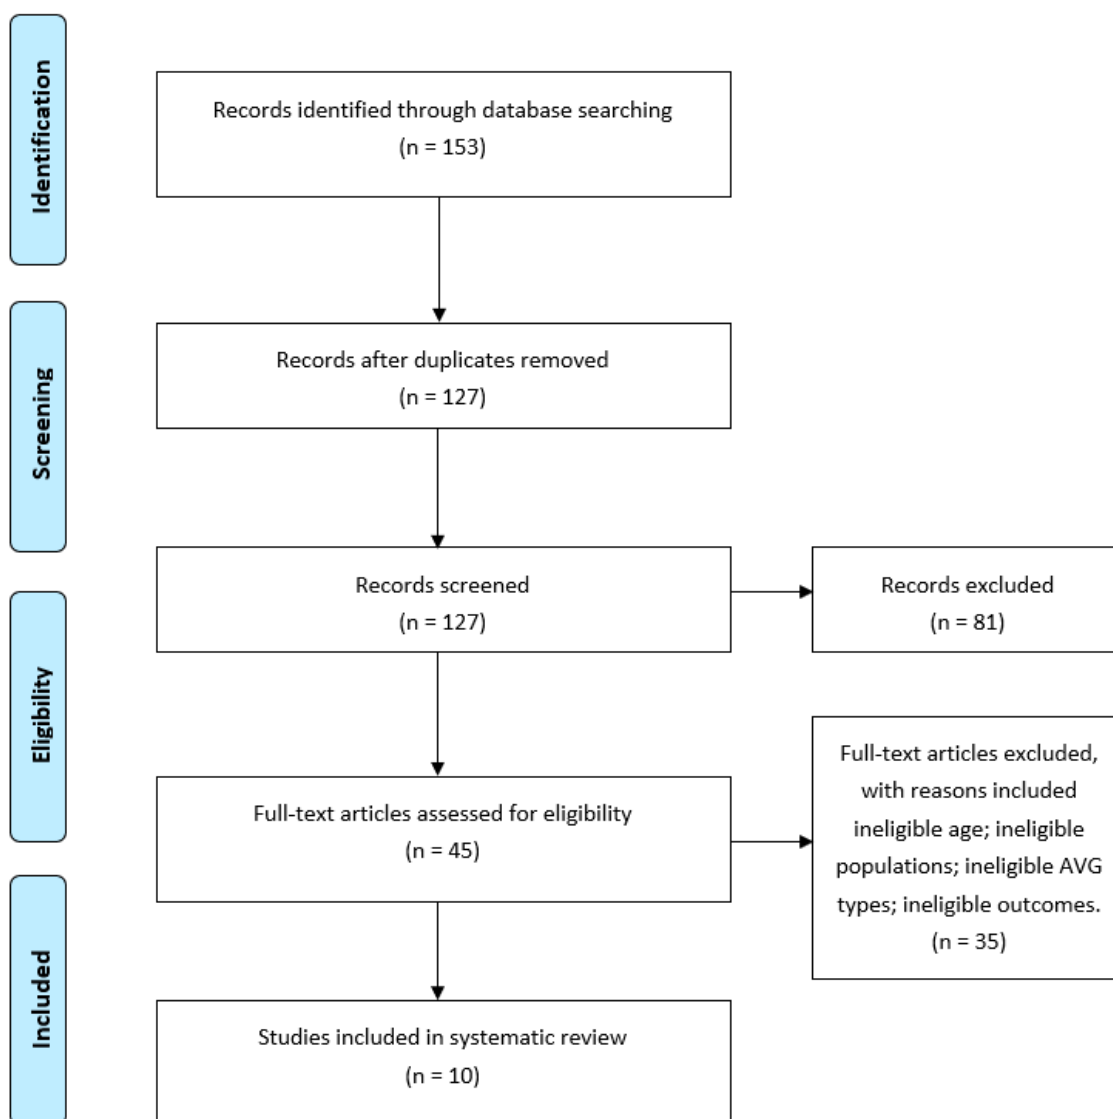 Identification
Records identified through database searching
(n = 153)
Screening
Records after duplicates removed
(n = 127)
Records screened
(n = 127)
Records excluded
(n = 81)
Eligibility
Full-text articles assessed for eligibility
(n = 45)
Full-text articles excluded,
with reasons included
ineligible age; ineligible
populations; ineligible AVG
types; ineligible outcomes.
(n = 35)
Included
Studies included in systematic review
(n = 10)